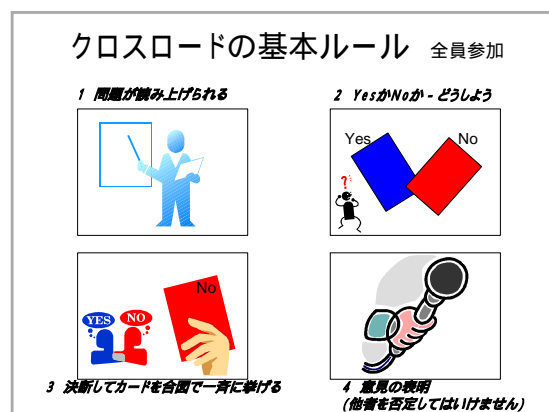 クロスロードの基本ルール 全員参加
1 問題が読み上げられる
2 YesかNoか - どうしよう
Yes
No
?
YES
NO
No
3 決断してカードを合図で一斉に挙げる
4 意見の表明
(他者を否定してはいけません)